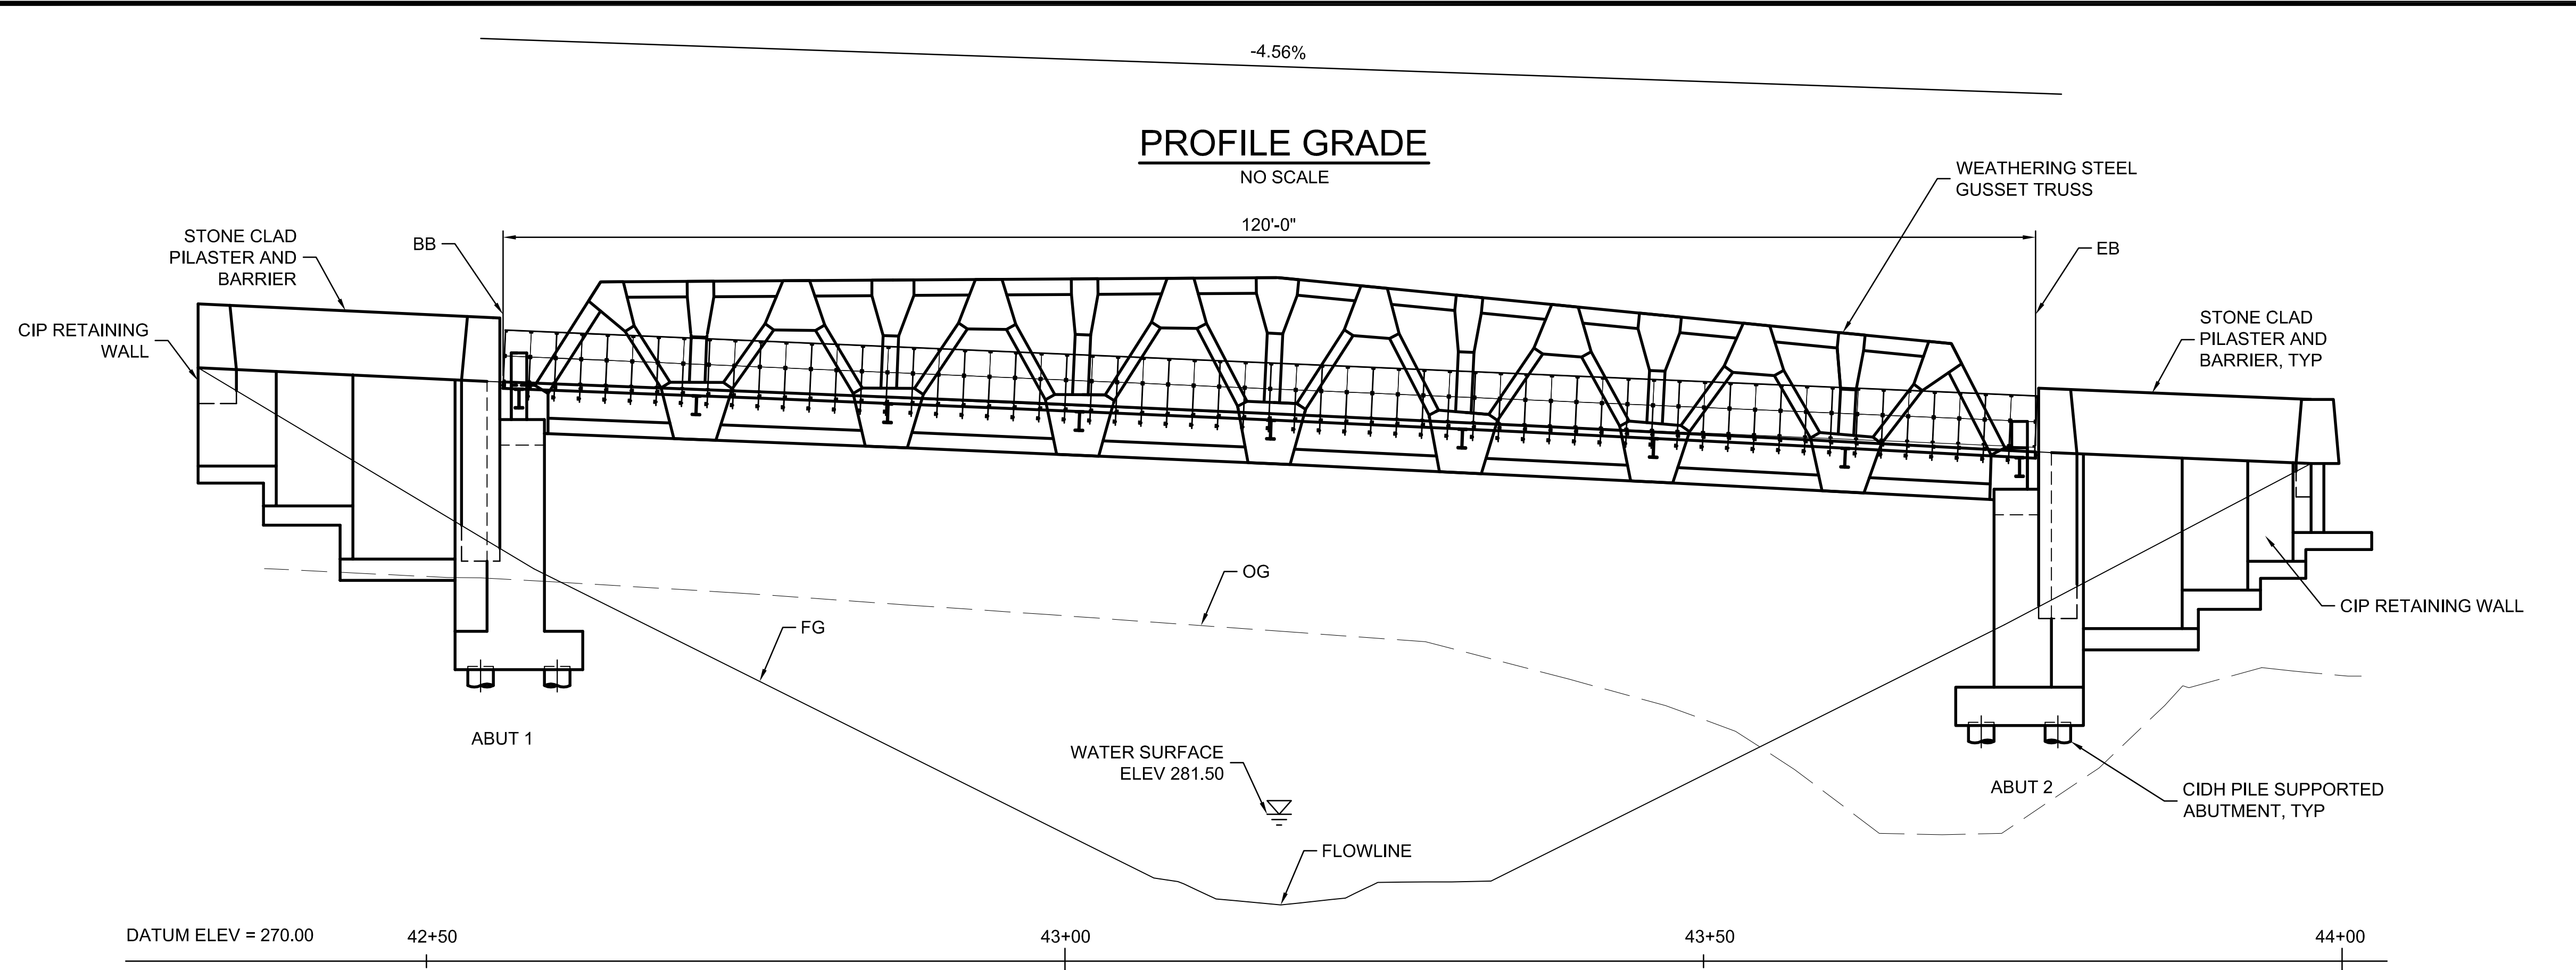 -4.56%
PROFILE GRADE
NO SCALE
WEATHERING STEEL
GUSSET TRUSS
120'-0"
STONE CLAD
PILASTER AND
BARRIER
BB
EB
CIP RETAINING
WALL
STONE CLAD
PILASTER AND
BARRIER, TYP
OG
FG
CIP RETAINING WALL
ABUT 1
WATER SURFACE
ELEV 281.50
ABUT 2
CIDH PILE SUPPORTED
ABUTMENT, TYP
FLOWLINE
DATUM ELEV = 270.00
42+50
43+00
43+50
44+00